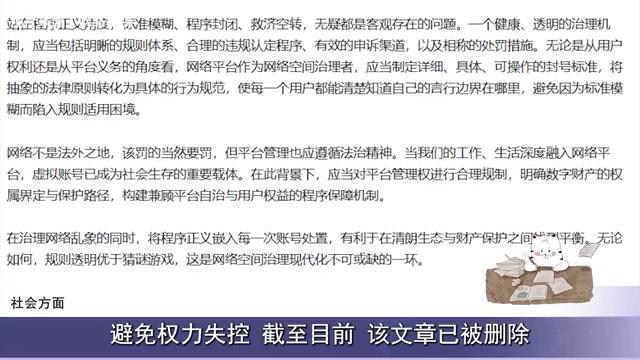 站在程序正义角度，标准模糊、程序封闭、救济空转，无疑都是客观存在的问题。一个健康、透明的治理机
制，应当包括明晰的规则体系、合理的违规认定程序、有效的申诉渠道，以及相称的处罚措施。无论是从用户
权利还是从平台义务的角度看，网络平台作为网络空间治理者，应当制定详细、具体、可操作的封号标准，将
抽象的法律原则转化为具体的行为规范，使每一个用户都能清楚知道自己的言行边界在哪里，避免因为标准模
糊而陷入规则适用困境。
网络不是法外之地，该罚的当然要罚，但平台管理也应遵循法治精神。当我们的工作、生活深度融入网络平
台，虚拟账号已成为社会生存的重要载体。在此背景下，应当对平台管理权进行合理规制，明确数字财产的权
属界定与保护路径，构建兼顾平台自治与用户权益的程序保障机制。
在治理网络乱象的同时，将程序正义嵌入每一次账号处置，有利于在清朗生态与财产保护之间找到平衡。无论
如何，规则透明优于猜谜游戏，这是网络空间治理现代化不可或缺的一环。
社会方面
避免权力失控 截至目前 该文章已被删除